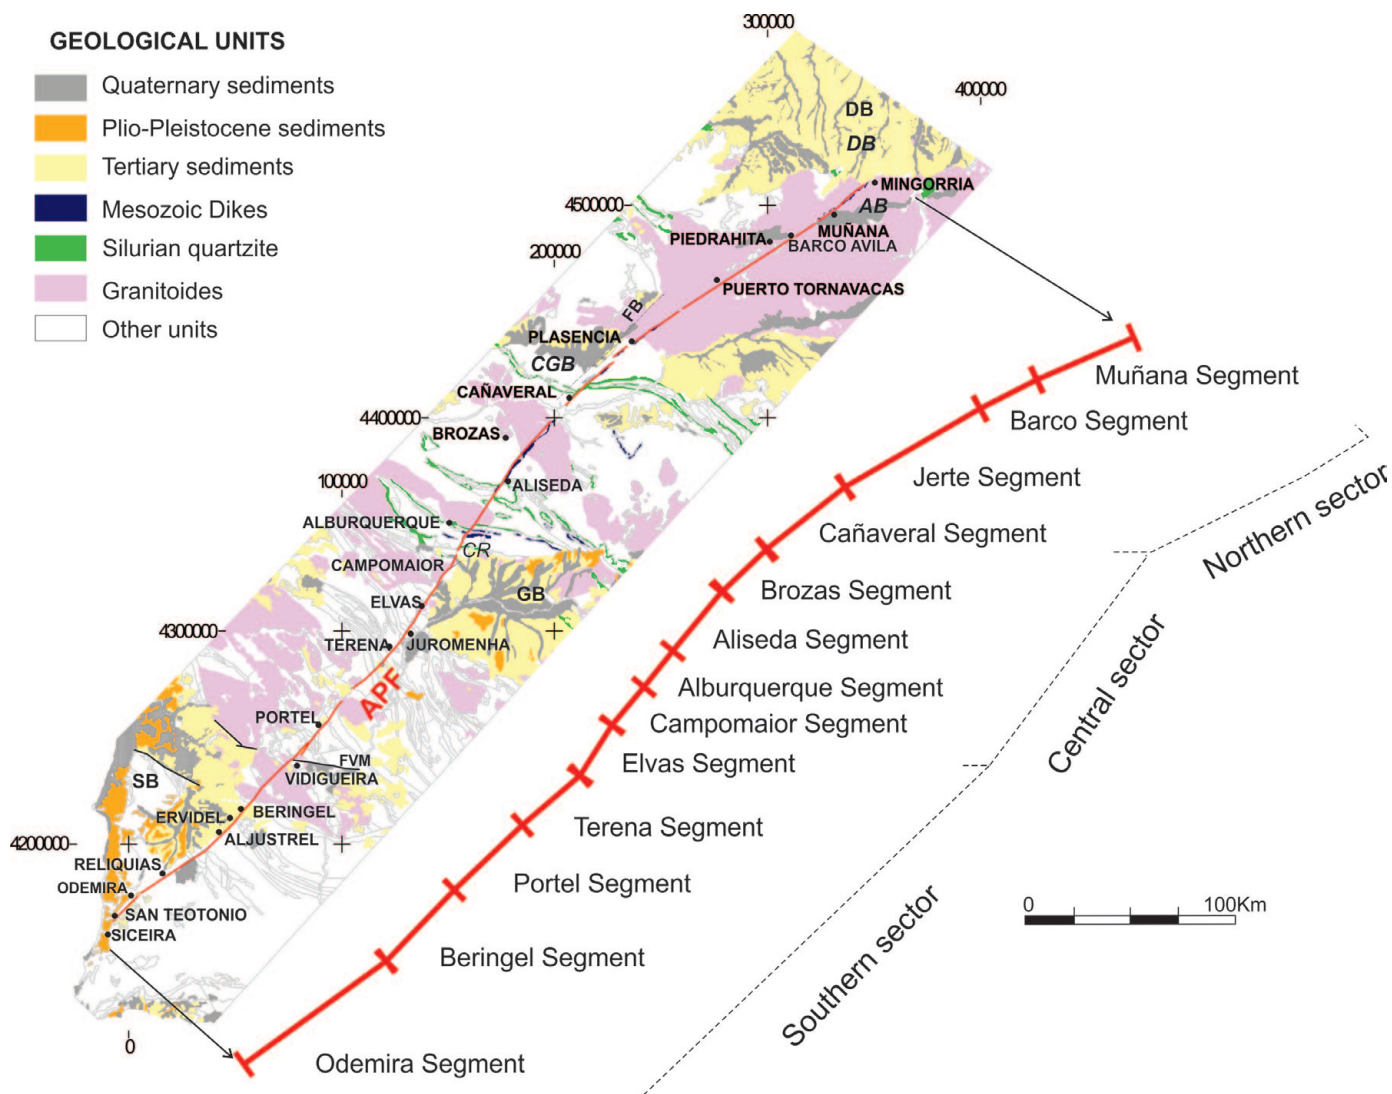 GEOLOGICAL UNITS
Quaternary sediments
Plio-Pleistocene sediments
Tertiary sediments
Mesozoic Dikes
Silurian quartzite
Granitoides
Other units
300000
400000
DB
DB
MINGORRIA
4500000
AB
MUÑANA
PIEDRAHITA
BARCO AVILA
200000
PUERTO TORNAVACAS
FB
PLASENCIA
CGB
CAÑAVERAL
4400000
BROZAS
100000
ALISEDA
ALBURQUERQUE
CR
CAMPOMAIOR
GB
ELVAS
4300000
TERENA
JUROMENHA
APF
PORTEL
FVM
VIDIGUEIRA
SB
BERINGEL
ERVIDEL
ALJUSTREL
4200000
RELIQUIAS
ODEMIRA
SAN TEOTONIO
SICEIRA
0
Muñana Segment
Barco Segment
Jerte Segment
Cañaveral Segment
Brozas Segment
Aliseda Segment
Alburquerque Segment
Campomaior Segment
Elvas Segment
Terena Segment
Portel Segment
Beringel Segment
Odemira Segment
Northern sector
Central sector
Southern sector
0 100Km